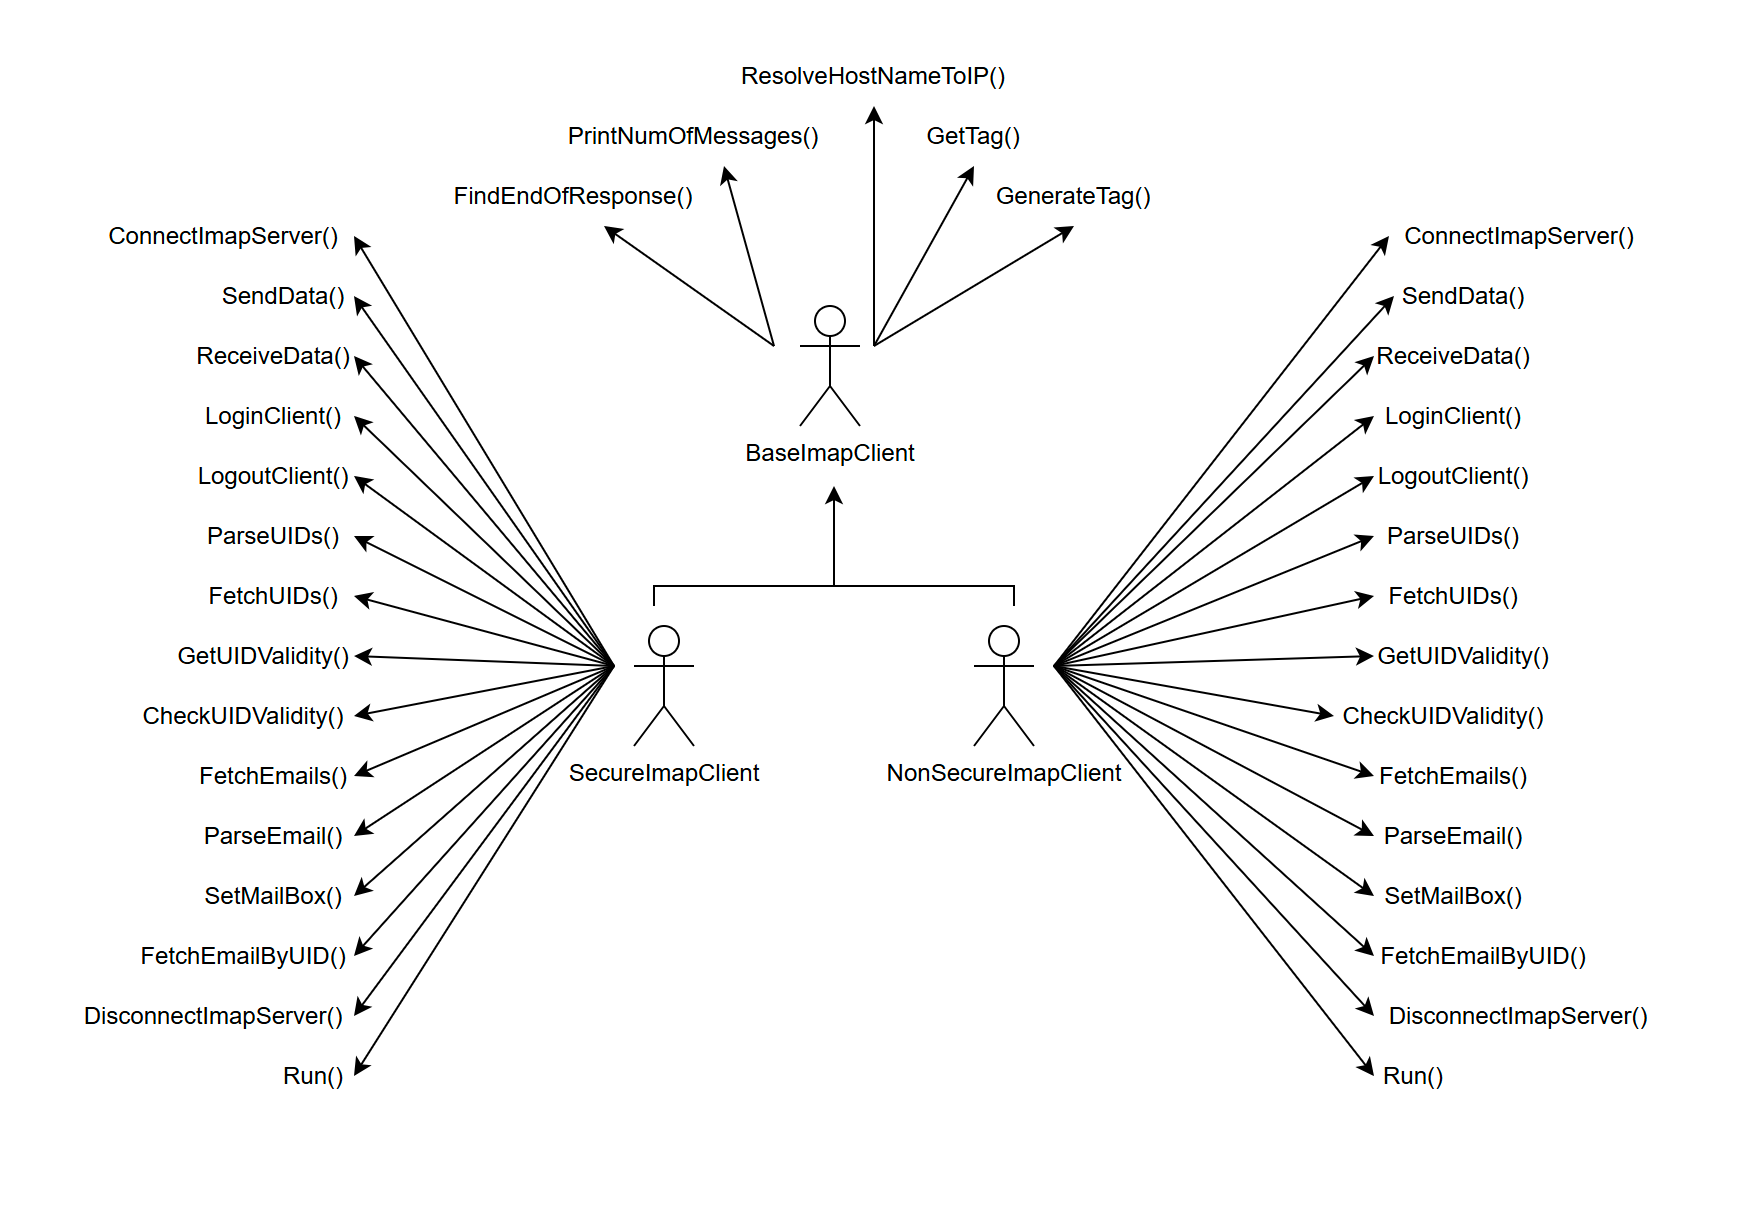 ResolveHostNameToIP()
PrintNumOfMessages()
GetTag()
FindEndOfResponse()
GenerateTag()
BaseImapClient
ConnectImapServer()
SendData()
ReceiveData()
LoginClient()
LogoutClient()
ParseUIDs()
FetchUIDs()
GetUIDValidity()
CheckUIDValidity()
FetchEmails()
ParseEmail()
SetMailBox()
FetchEmailByUID()
DisconnectImapServer()
Run()
SecureImapClient
NonSecureImapClient
ConnectImapServer()
SendData()
ReceiveData()
LoginClient()
LogoutClient()
ParseUIDs()
FetchUIDs()
GetUIDValidity()
CheckUIDValidity()
FetchEmails()
ParseEmail()
SetMailBox()
FetchEmailByUID()
DisconnectImapServer()
Run()